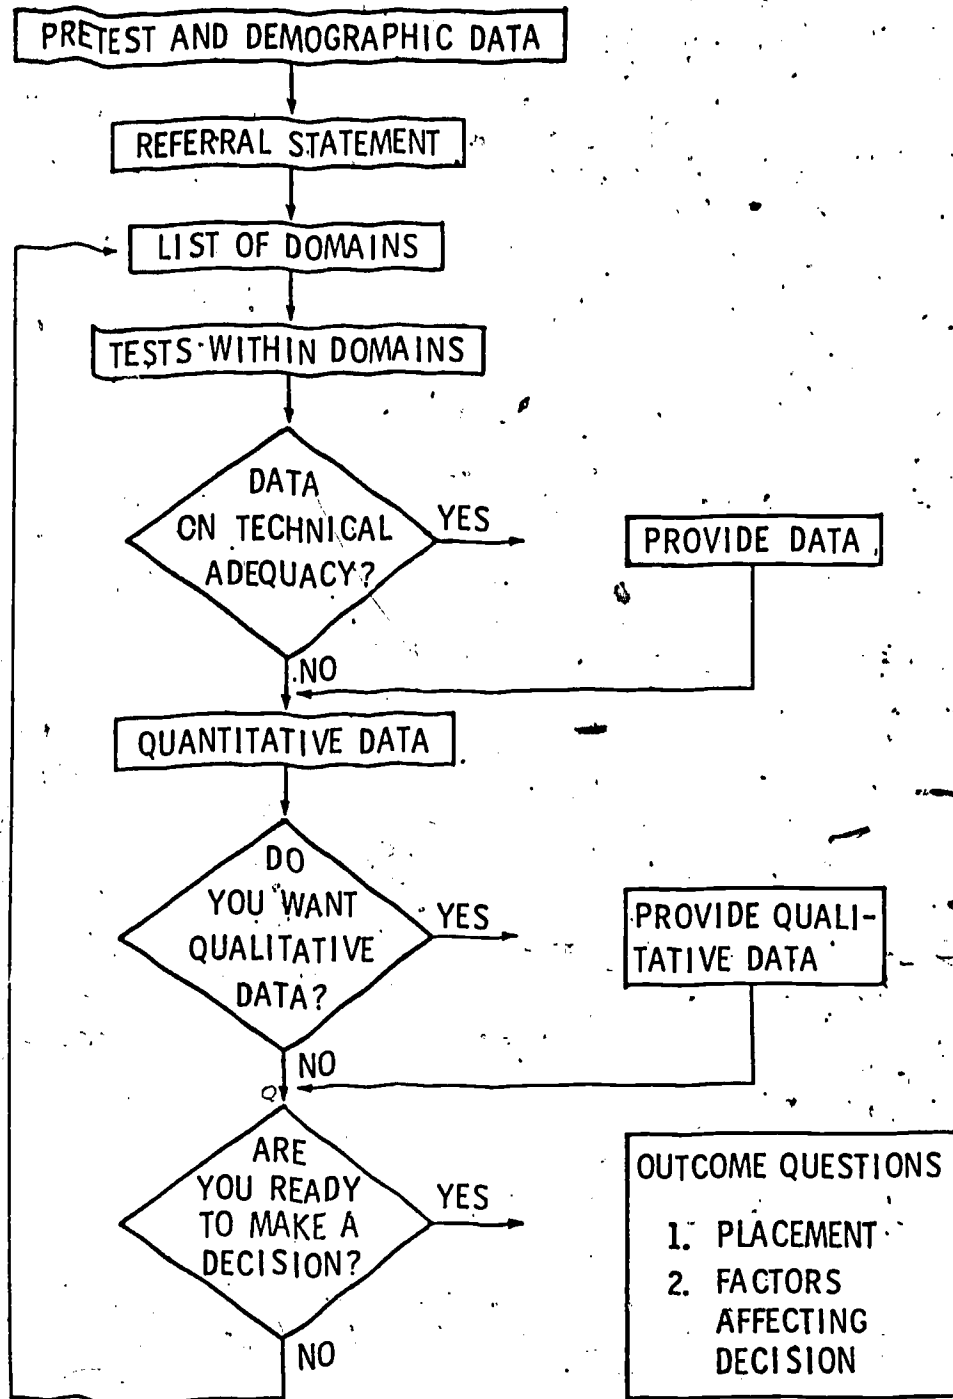 PRETEST AND DEMOGRAPHIC DATA
REFERRAL STATEMENT
LIST OF DOMAINS
TESTS WITHIN DOMAINS
DATA
ON TECHNICAL
ADEQUACY?
YES
PROVIDE DATA
NO
QUANTITATIVE DATA
DO
YOU WANT
QUALITATIVE
DATA?
YES
PROVIDE QUALI-
TATIVE DATA
NO
ARE
YOU READY
TO MAKE A
DECISION?
YES
NO
OUTCOME QUESTIONS
1. PLACEMENT
2. FACTORS
AFFECTING
DECISION